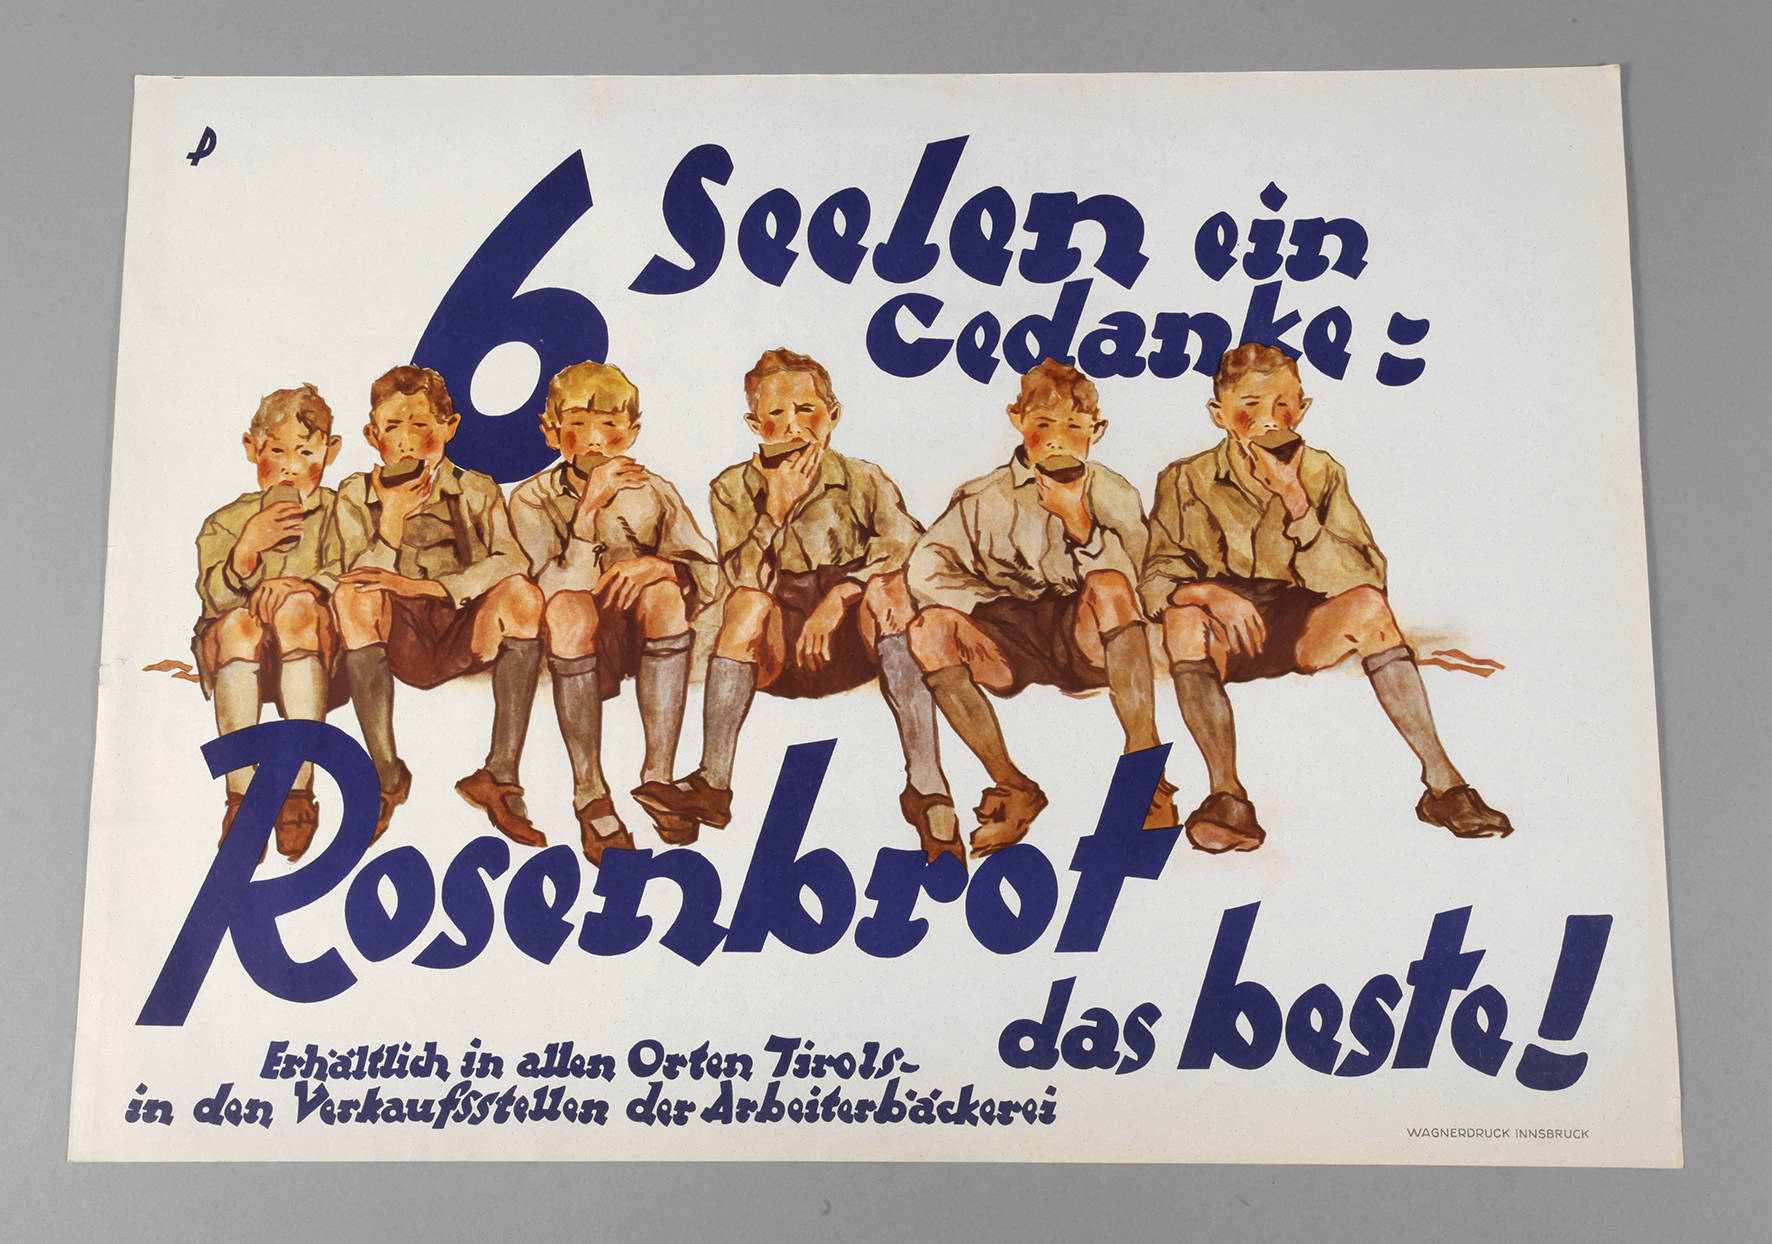 P
6 Seelen ein
Gedanke:
Rosenbrot
das beste!
Erhältlich in allen Orten Tirols-
in den Verkaufsstellen der Arbeiterbäckerei
WAGNERDRUCK INNSBRUCK